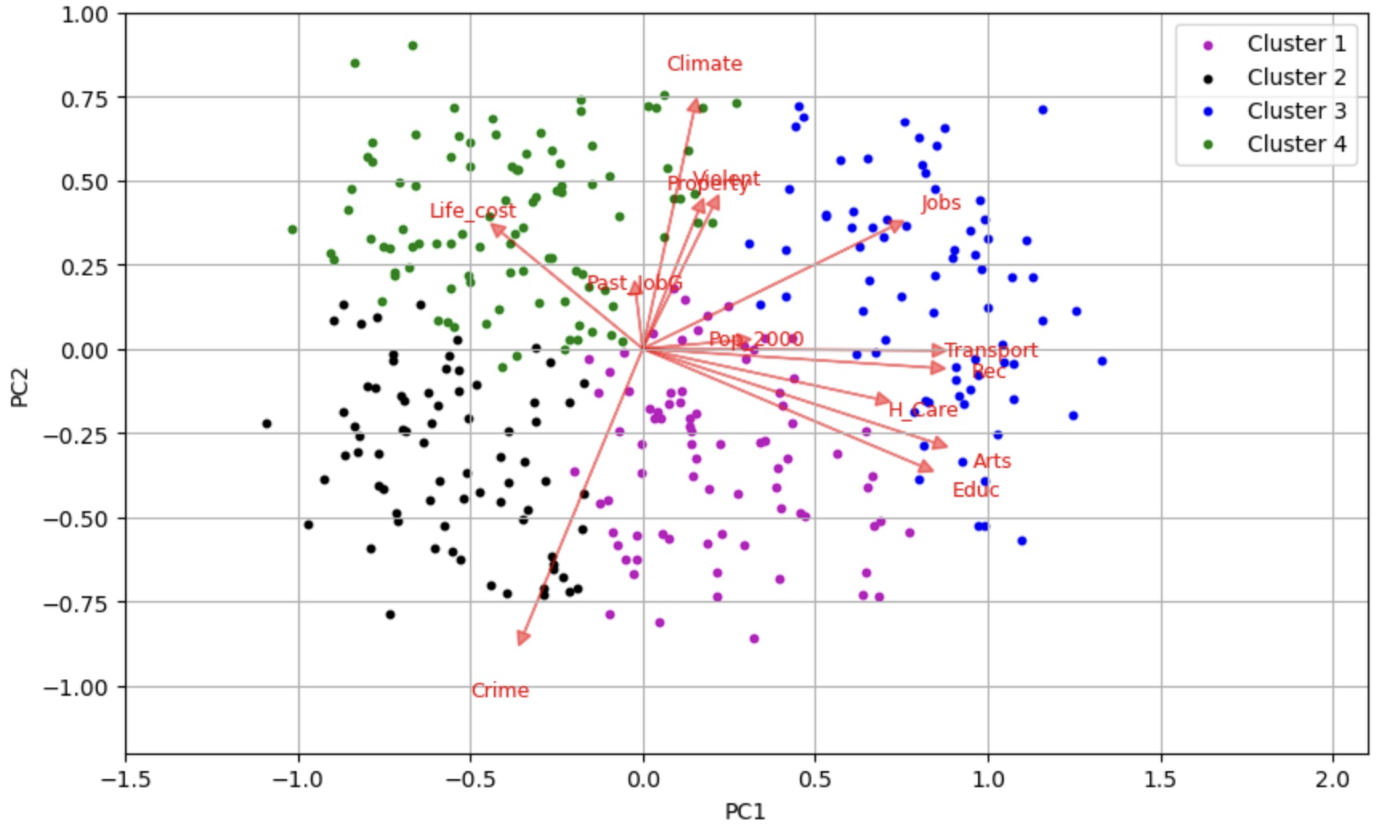 1.00
0.75
0.50
0.25
0.00
−0.25
−0.50
−0.75
−1.00
PC2
Cluster 1
Cluster 2
Cluster 3
Cluster 4
Climate
Violent
Property
Life_cost
Jobs
Past_JobG
Pop_2000
Transport
Rec
H_Care
Arts
Educ
Crime
−1.5 −1.0 −0.5 0.0 0.5 1.0 1.5 2.0
PC1